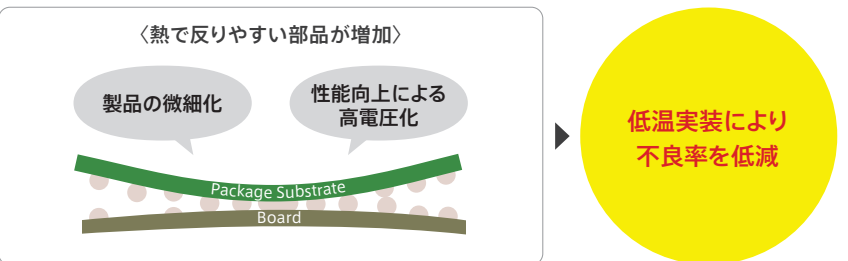 〈熱で反りやすい部品が増加〉
製品の微細化
性能向上による
高電圧化
Package Substrate
Board
低温実装により
不良率を低減